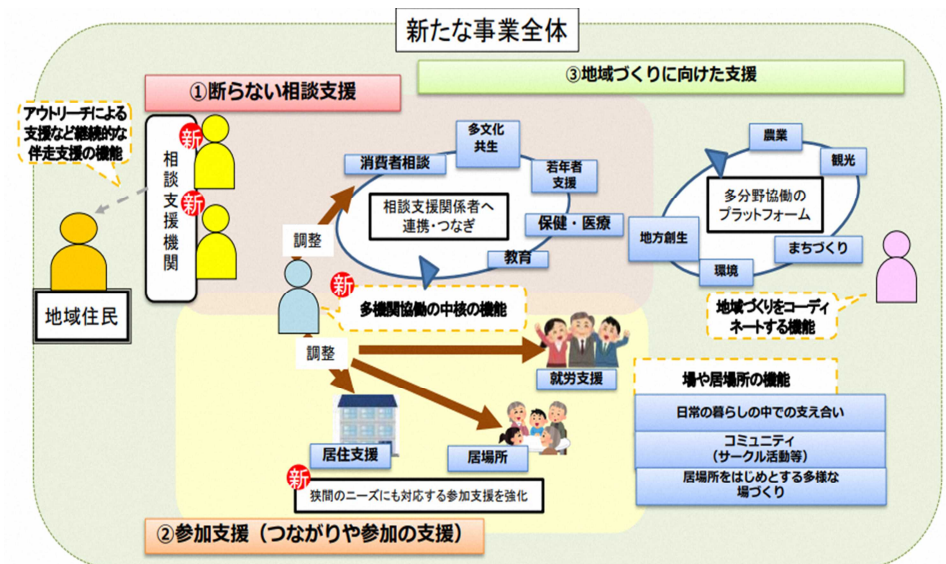 新たな事業全体
①断らない相談支援
③地域づくりに向けた支援
アウトリーチによる
支援など継続的な
伴走支援の機能
新
新
相談支援機関
地域住民
消費者相談
多文化
共生
若年者
支援
保健・医療
教育
相談支援関係者へ
連携・つなぎ
調整
新
多機関協働の中核の機能
農業
観光
まちづくり
環境
地方創生
多分野協働の
プラットフォーム
地域づくりをコーディ
ネートする機能
調整
就労支援
居住支援
居場所
新
狭間のニーズにも対応する参加支援を強化
②参加支援（つながりや参加の支援）
場や居場所の機能
日常の暮らしの中での支え合い
コミュニティ
（サークル活動等）
居場所をはじめとする多様な
場づくり